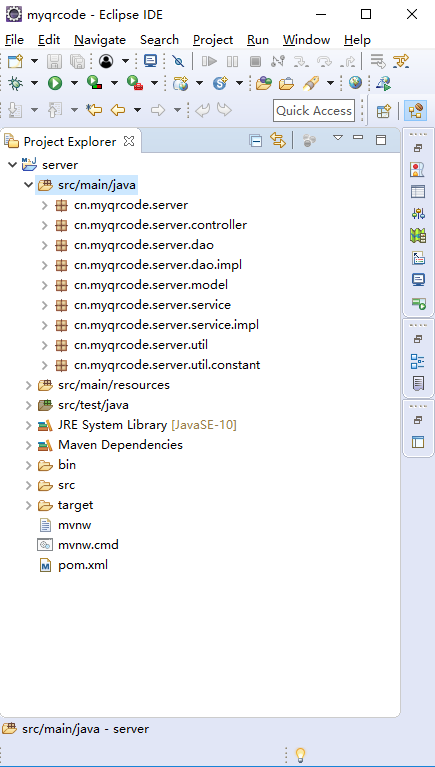 myqrcode - Eclipse IDE
File Edit Navigate Search Project Run Window Help
Quick Access
Project Explorer
server
src/main/java
cn.myqrcode.server
cn.myqrcode.server.controller
cn.myqrcode.server.dao
cn.myqrcode.server.dao.impl
cn.myqrcode.server.model
cn.myqrcode.server.service
cn.myqrcode.server.service.impl
cn.myqrcode.server.util
cn.myqrcode.server.util.constant
src/main/resources
src/test/java
JRE System Library [JavaSE-10]
Maven Dependencies
bin
src
target
mvnw
mvnw.cmd
pom.xml
src/main/java - server